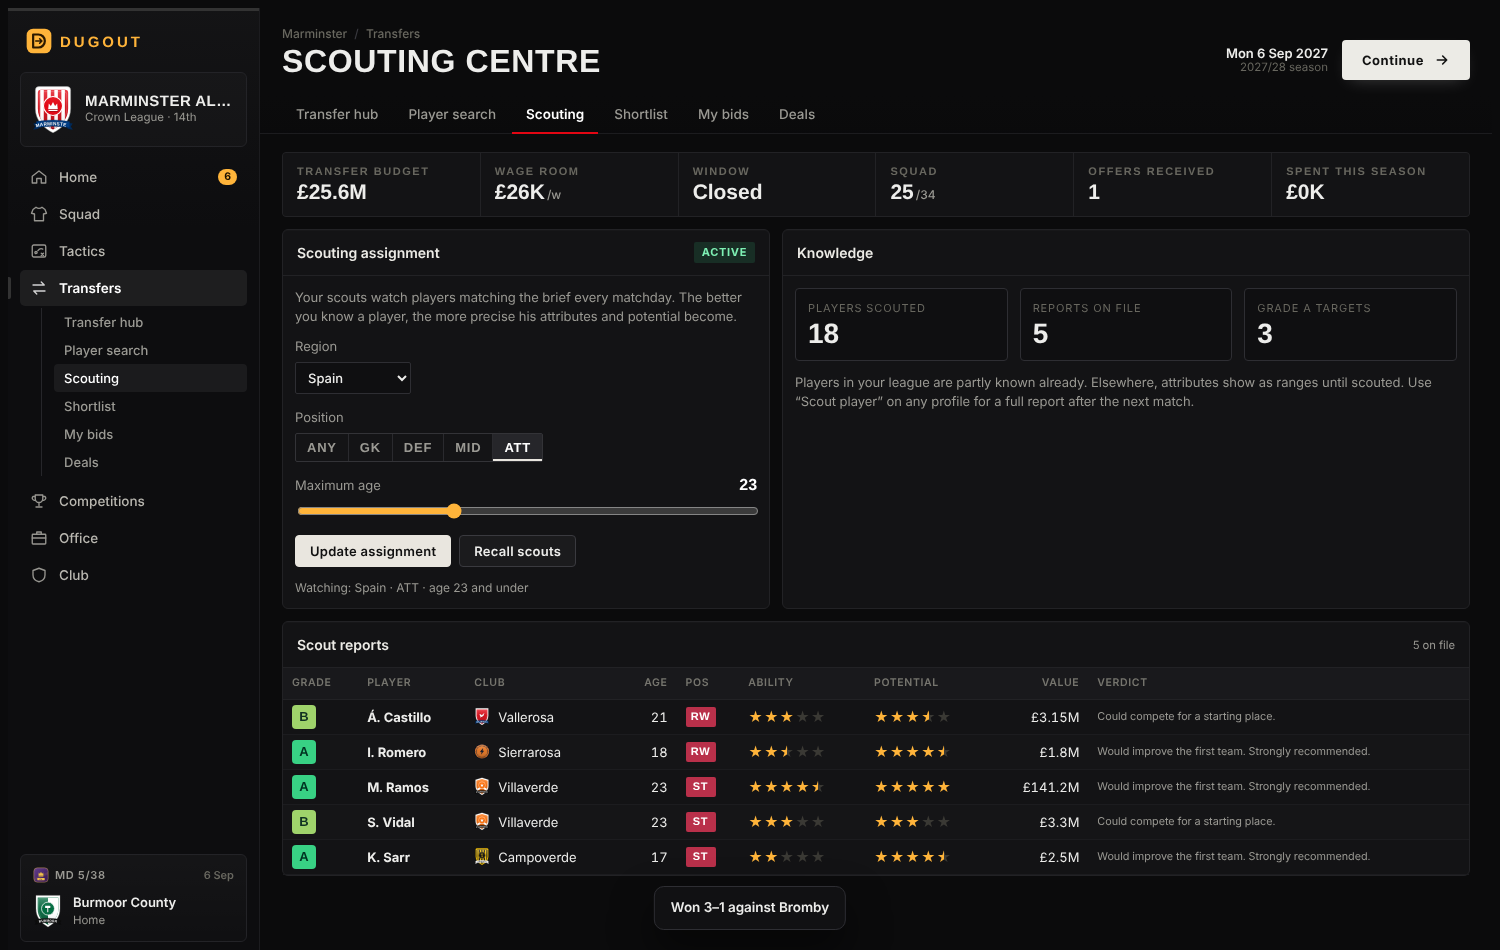 DUGOUT
MARMINSTER AL...
Crown League · 14th
Home
6
Squad
Tactics
Transfers
Transfer hub
Player search
Scouting
Shortlist
My bids
Deals
Competitions
Office
Club
MD 5/38
6 Sep
Burmoor County
Home
Marminster / Transfers
SCOUTING CENTRE
Mon 6 Sep 2027
2027/28 season
Continue →
Transfer hub Player search Scouting Shortlist My bids Deals
TRANSFER BUDGET
£25.6M
WAGE ROOM
£26K/w
WINDOW
Closed
SQUAD
25/34
OFFERS RECEIVED
1
SPENT THIS SEASON
£0K
Scouting assignment
ACTIVE
Your scouts watch players matching the brief every matchday. The better
you know a player, the more precise his attributes and potential become.
Region
Spain
Position
ANY GK DEF MID ATT
Maximum age 23
Update assignment
Recall scouts
Watching: Spain · ATT · age 23 and under
Knowledge
PLAYERS SCOUTED
18
REPORTS ON FILE
5
GRADE A TARGETS
3
Players in your league are partly known already. Elsewhere, attributes show as ranges until scouted. Use
“Scout player” on any profile for a full report after the next match.
Scout reports
5 on file
GRADE PLAYER CLUB AGE POS ABILITY POTENTIAL VALUE VERDICT
B Á. Castillo Vallerosa 21 RW £3.15M Could compete for a starting place.
A I. Romero Sierrarosa 18 RW £1.8M Would improve the first team. Strongly recommended.
A M. Ramos Villaverde 23 ST £141.2M Would improve the first team. Strongly recommended.
B S. Vidal Villaverde 23 ST £3.3M Could compete for a starting place.
A K. Sarr Campoverde 17 ST £2.5M Would improve the first team. Strongly recommended.
Won 3–1 against Bromby